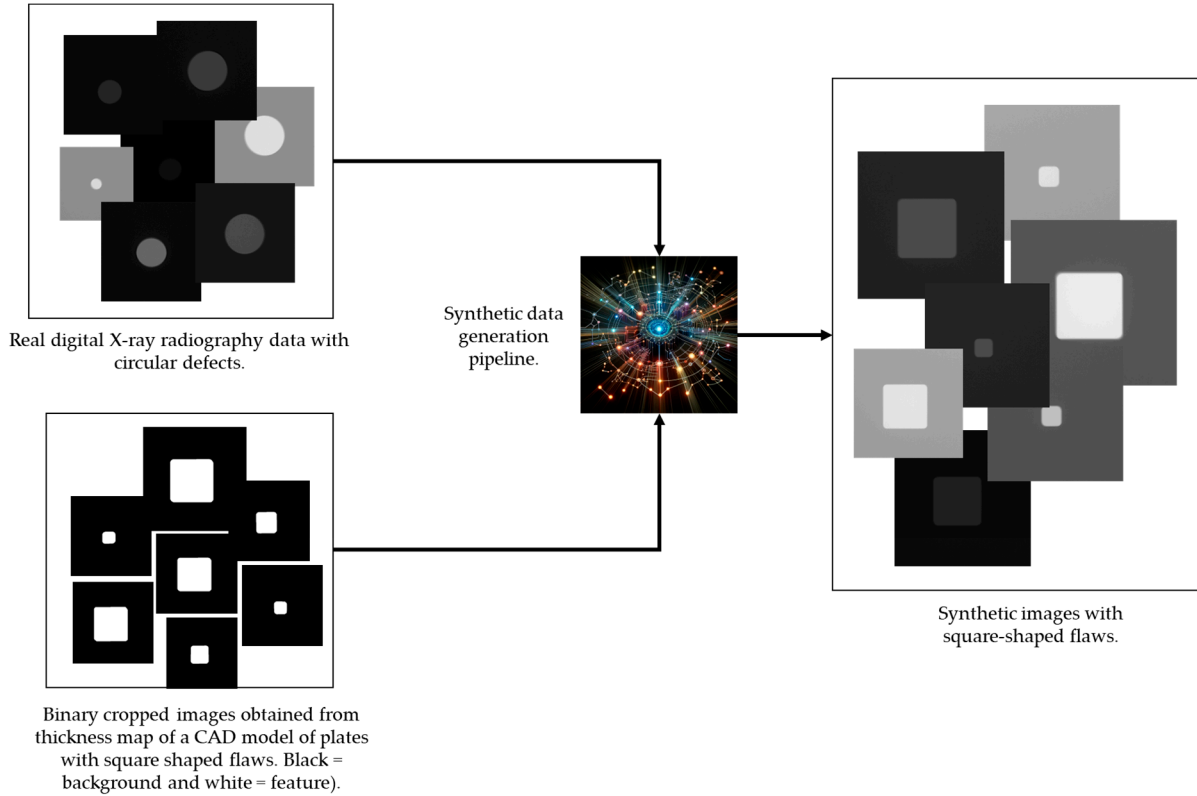 Real digital X-ray radiography data with
circular defects.
Synthetic data
generation
pipeline.
Binary cropped images obtained from
thickness map of a CAD model of plates
with square shaped flaws. Black =
background and white = feature).
Synthetic images with
square-shaped flaws.